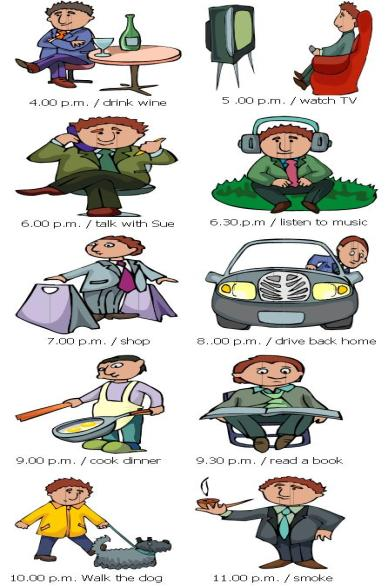 4.00 p.m. / drink wine
5 .00 p.m. / watch TV
6.00 p.m. / talk with Sue
6.30.p.m / listen to music
7.00 p.m. / shop
8..00 p.m. / drive back home
9.00 p.m. / cook dinner
9.30 p.m. / read a book
10.00 p.m. Walk the dog
11.00 p.m. / smoke